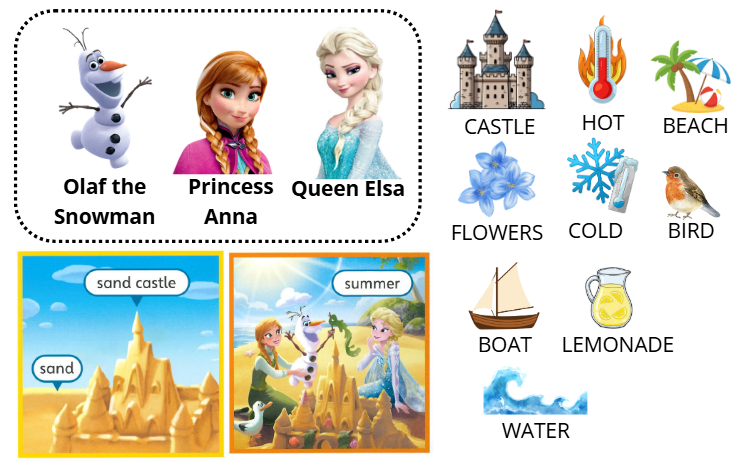 Olaf the
Snowman
Princess
Anna
Queen Elsa
CASTLE
HOT
BEACH
FLOWERS
COLD
BIRD
sand castle
sand
summer
BOAT
LEMONADE
WATER